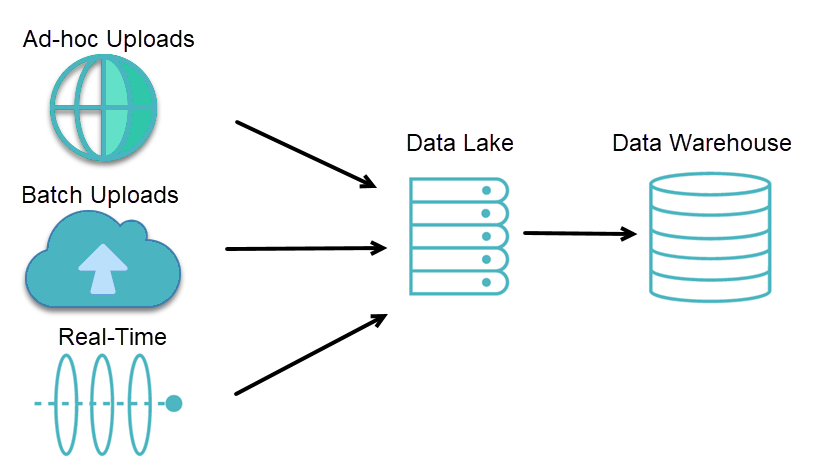 Ad-hoc Uploads
Batch Uploads
Real-Time
Data Lake
Data Warehouse